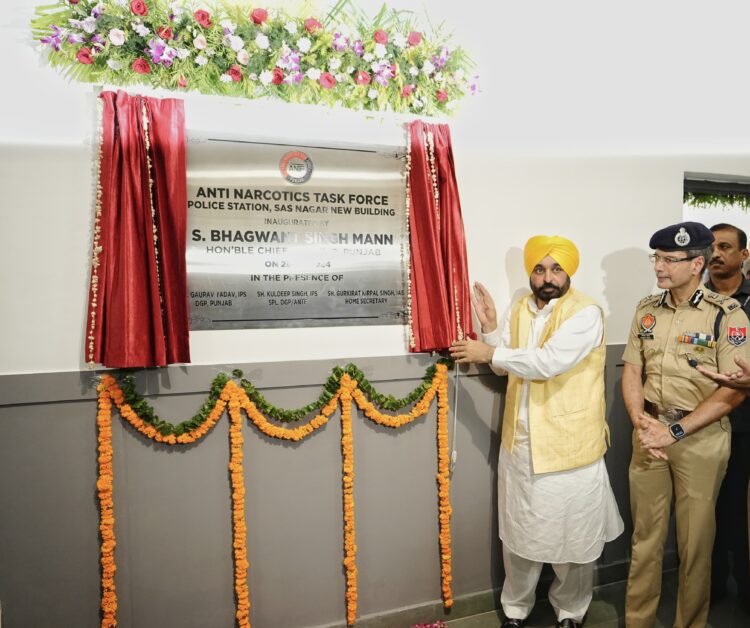 ANTF
ANTI NARCOTICS TASK FORCE
POLICE STATION, SAS NAGAR NEW BUILDING
INAUGURATED BY
S. BHAGWANT SINGH MANN
HON'BLE CHIEF PUNJAB
ON
IN THE PRESENCE OF
GAURAV YADAV, IPS SH. KULDEEP SINGH, IPS SH. GURKIRAT KIRPAL SINGH, IAS
DGP, PUNJAB SPL. DGP/ANTF HOME SECRETARY